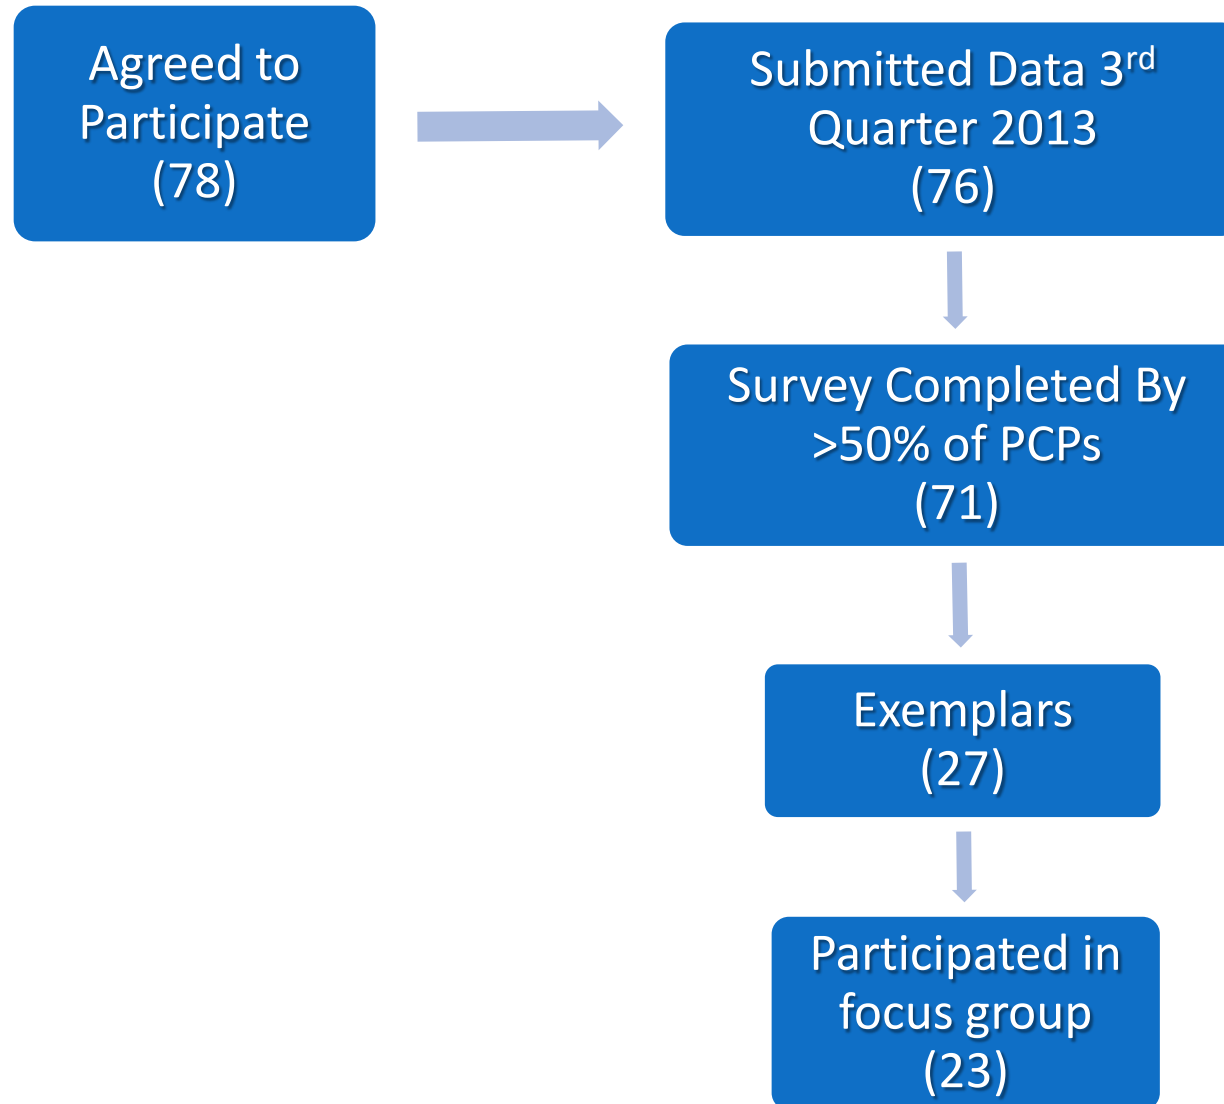 Agreed to
Participate
(78)
Submitted Data 3rd
Quarter 2013
(76)
Survey Completed By
>50% of PCPs
(71)
Exemplars
(27)
Participated in
focus group
(23)